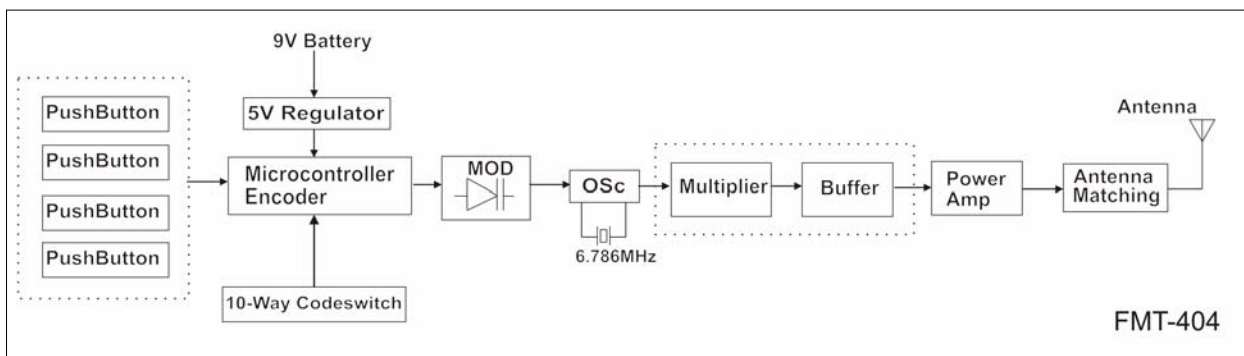 9V Battery
PushButton
PushButton
PushButton
PushButton
5V Regulator
Microcontroller
Encoder
10-Way Codeswitch
MOD
OSc
6.786MHz
Multiplier
Buffer
Power
Amp
Antenna
Matching
Antenna
FMT-404